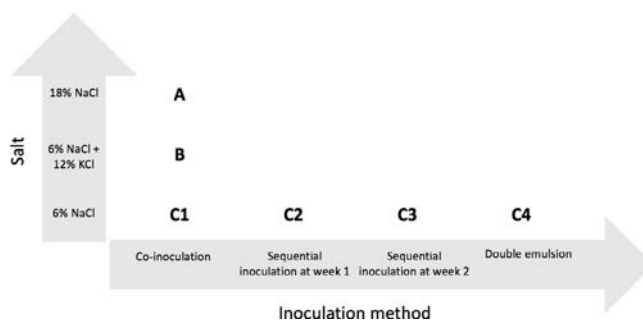 Salt
18% NaCl
A
6% NaCl +
12% KCl
B
6% NaCl
C1
C2
C3
C4
Co-inoculation
Sequential
inoculation at week 1
Sequential
inoculation at week 2
Double emulsion
Inoculation method